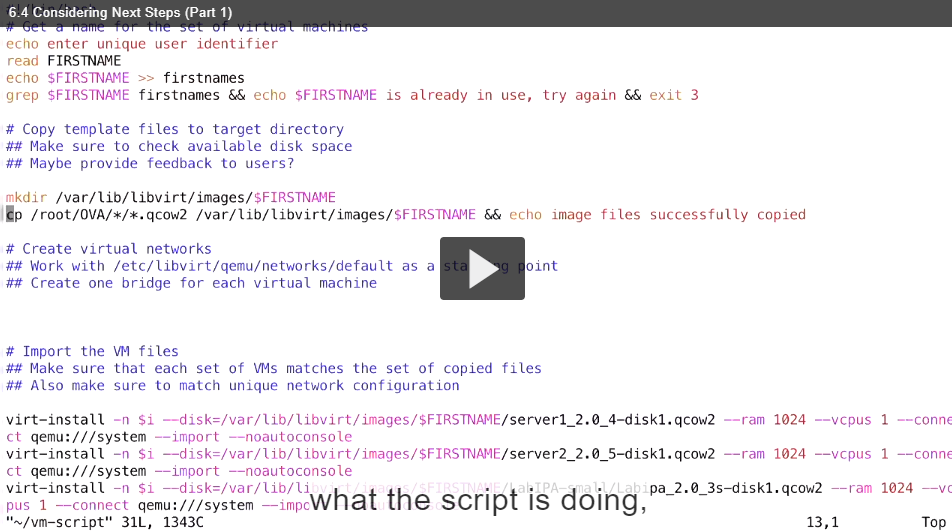 6.4 Considering Next Steps (Part 1)
# Get a name for the set of virtual machines
echo enter unique user identifier
read FIRSTNAME
echo $FIRSTNAME >> firstnames
grep $FIRSTNAME firstnames && echo $FIRSTNAME is already in use, try again && exit 3
# Copy template files to target directory
## Make sure to check available disk space
## Maybe provide feedback to users?
mkdir /var/lib/libvirt/images/$FIRSTNAME
cp /root/OVA/*/*.qcow2 /var/lib/libvirt/images/$FIRSTNAME && echo image files successfully copied
# Create virtual networks
## Work with /etc/libvirt/qemu/networks/default as a point
## Create one bridge for each virtual machine
# Import the VM files
## Make sure that each set of VMs matches the set of copied files
## Also make sure to match unique network configuration
virt-install -n $i --disk=/var/lib/libvirt/images/$FIRSTNAME/server1_2.0_4-disk1.qcow2 --ram 1024 --vcpus 1 --conne
ct qemu:///system --import --noautoconsole
virt-install -n $i --disk=/var/lib/libvirt/images/$FIRSTNAME/server2_2.0_5-disk1.qcow2 --ram 1024 --vcpus 1 --conne
ct qemu:///system --import --noautoconsole
virt-install -n $i --disk=/var/lib/libvirt/images/$FIRSTNAME/LabIPA-small/Labipa_2.0_3s-disk1.qcow2 --ram 1024 --vc
pus 1 --connect qemu:///system --impo
what the script is doing,
"~/vm-script" 31L, 1343C 13,1 Top